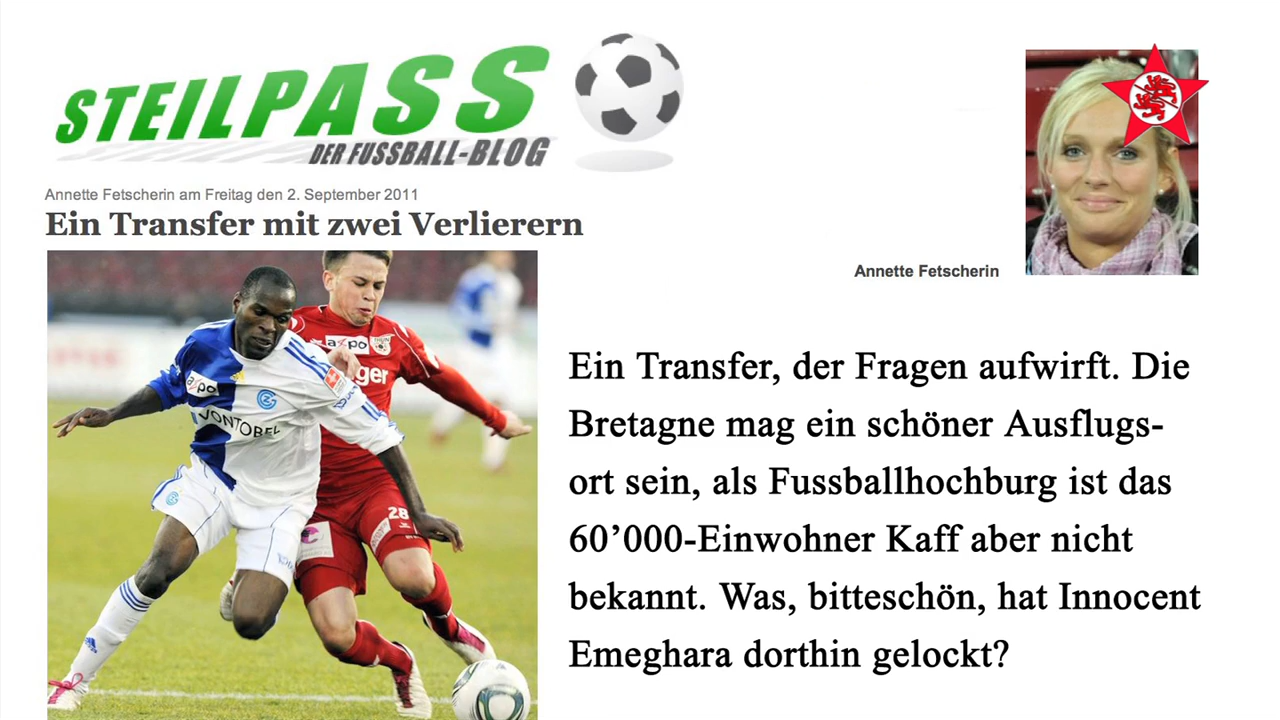 STEILPASS
DER FUSSBALL-BLOG
Annette Fetscherin am Freitag den 2. September 2011
Ein Transfer mit zwei Verlierern
Annette Fetscherin
axpo
axpo
VONTOBEL
28
Ein Transfer, der Fragen aufwirft. Die
Bretagne mag ein schöner Ausflugs-
ort sein, als Fussballhochburg ist das
60’000-Einwohner Kaff aber nicht
bekannt. Was, bitteschön, hat Innocent
Emeghara dorthin gelockt?